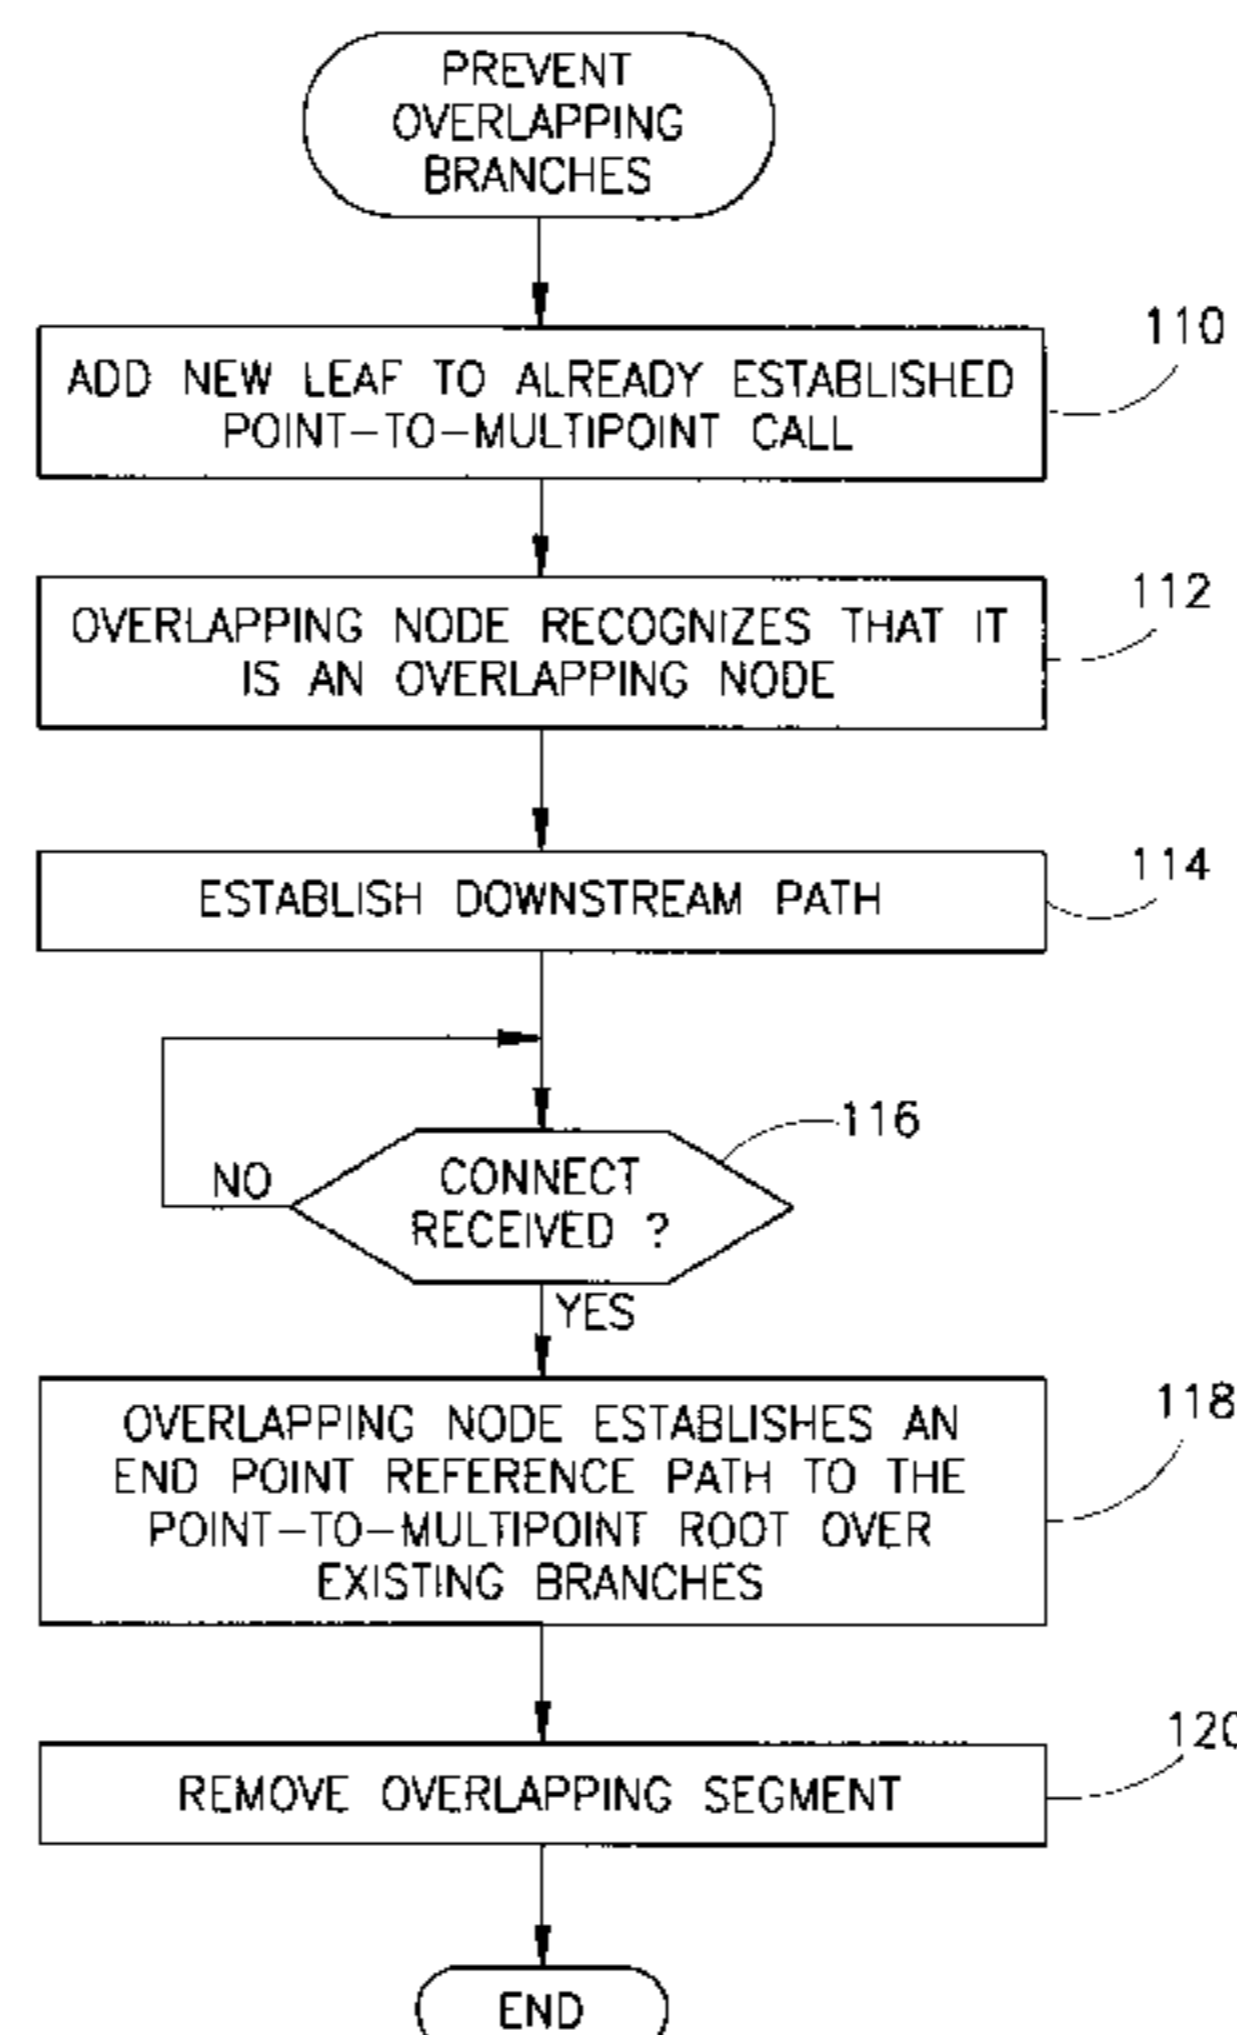 PREVENT
OVERLAPPING
BRANCHES
110
ADD NEW LEAF TO ALREADY ESTABLISHED
POINT-TO-MULTIPOINT CALL
112
OVERLAPPING NODE RECOGNIZES THAT IT
IS AN OVERLAPPING NODE
114
ESTABLISH DOWNSTREAM PATH
116
NO
CONNECT
RECEIVED ?
YES
118
OVERLAPPING NODE ESTABLISHES AN
END POINT REFERENCE PATH TO THE
POINT-TO-MULTIPOINT ROOT OVER
EXISTING BRANCHES
120
REMOVE OVERLAPPING SEGMENT
END